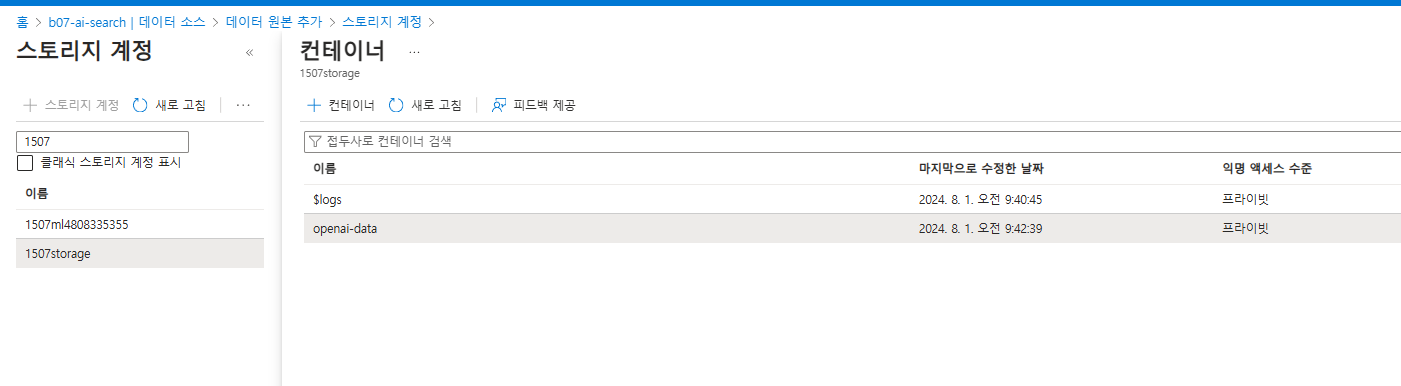 홈 > b07-ai-search | 데이터 소스 > 데이터 원본 추가 > 스토리지 계정 >
스토리지 계정 «
+ 스토리지 계정 새로 고침 ...
1507
클래식 스토리지 계정 표시
이름
1507ml4808335355
1507storage
컨테이너 ...
1507storage
+ 컨테이너 새로 고침 피드백 제공
접두사로 컨테이너 검색
이름 마지막으로 수정한 날짜 익명 액세스 수준
$logs 2024. 8. 1. 오전 9:40:45 프라이빗
openai-data 2024. 8. 1. 오전 9:42:39 프라이빗